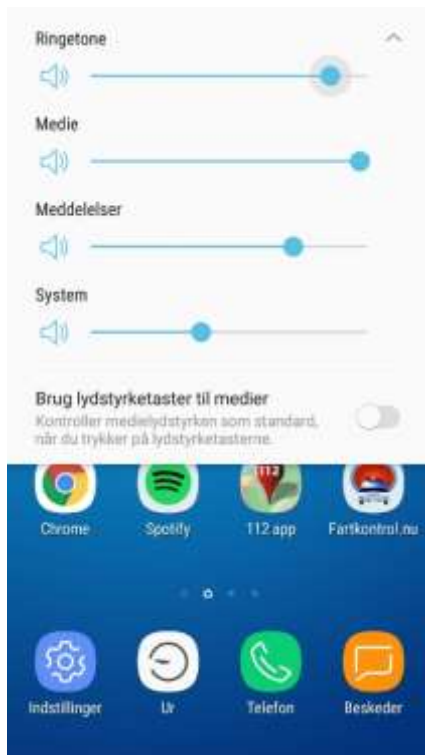 Ringetone
Medie
Meddelelser
System
Brug lydstyrketaster til medier
Kontroller medielydstyrken som standard,
når du trykker på lydstyrketasterne.
112
Chrome
Spotify
112 app
Fartkontrol.nu
Indstillinger
Ur
Telefon
Beskeder